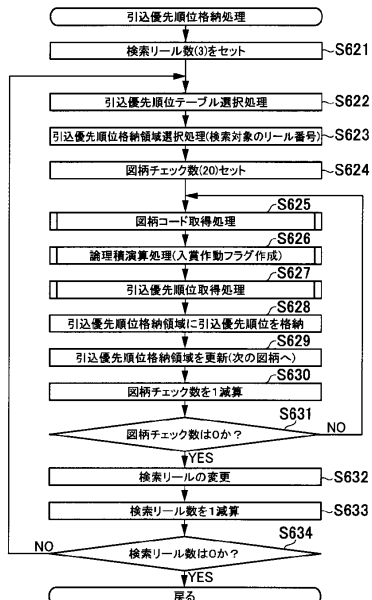 引込優先順位格納処理
検索リール数(3)をセット
S621
引込優先順位テーブル選択処理
S622
引込優先順位格納領域選択処理(検索対象のリール番号)
S623
図柄チェック数(20)セット
S624
S625
図柄コード取得処理
S626
論理積演算処理(入賞作動フラグ作成)
S627
引込優先順位取得処理
S628
引込優先順位格納領域に引込優先順位を格納
S629
引込優先順位格納領域を更新(次の図柄へ)
S630
図柄チェック数を1減算
S631
図柄チェック数は0か?
NO
YES
検索リールの変更
S632
検索リール数を1減算
S633
S634
NO
検索リール数は0か?
YES
戻る